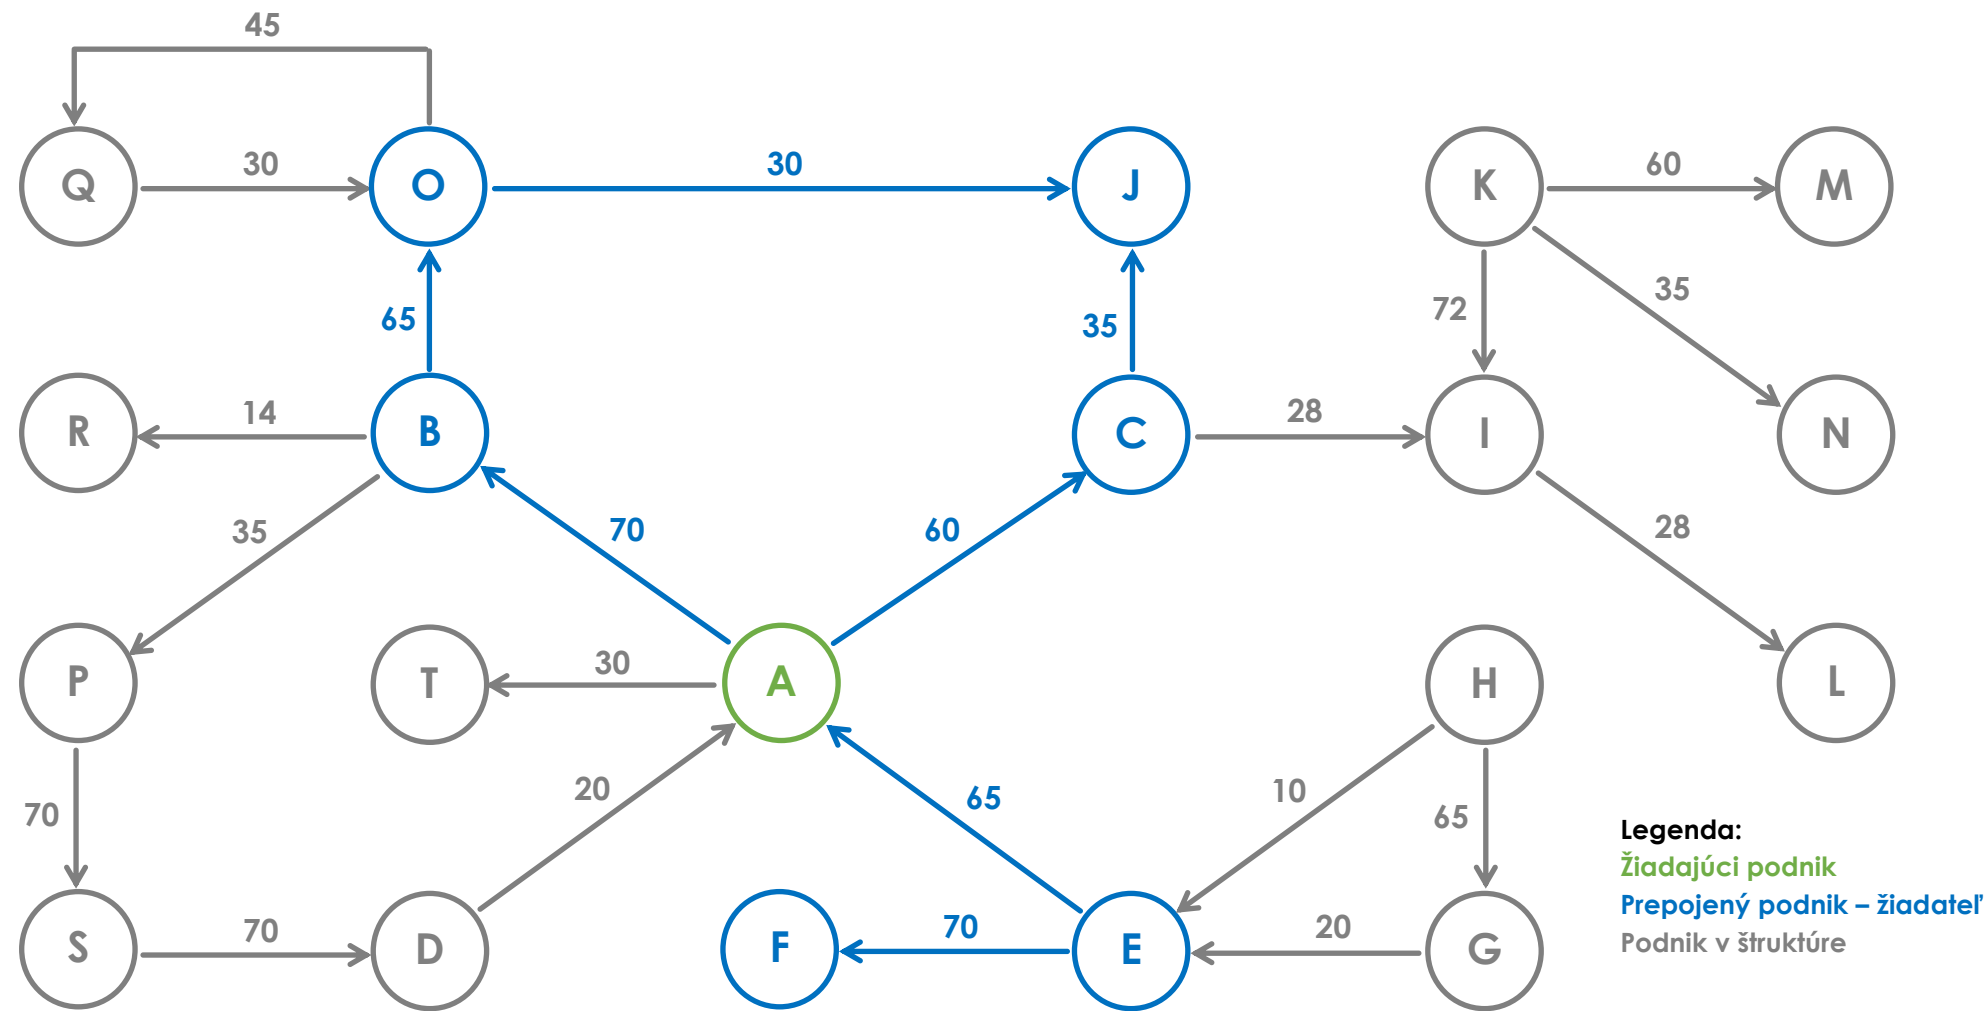 45
Q
30
O
30
J
K
60
M
65
35
72
35
R
14
B
C
28
I
N
35
70
60
28
P
T
30
A
H
L
70
20
65
10
65
S
70
D
F
70
E
20
G
Legenda:
Žiadajúci podnik
Prepojený podnik – žiadateľ
Podnik v štruktúre